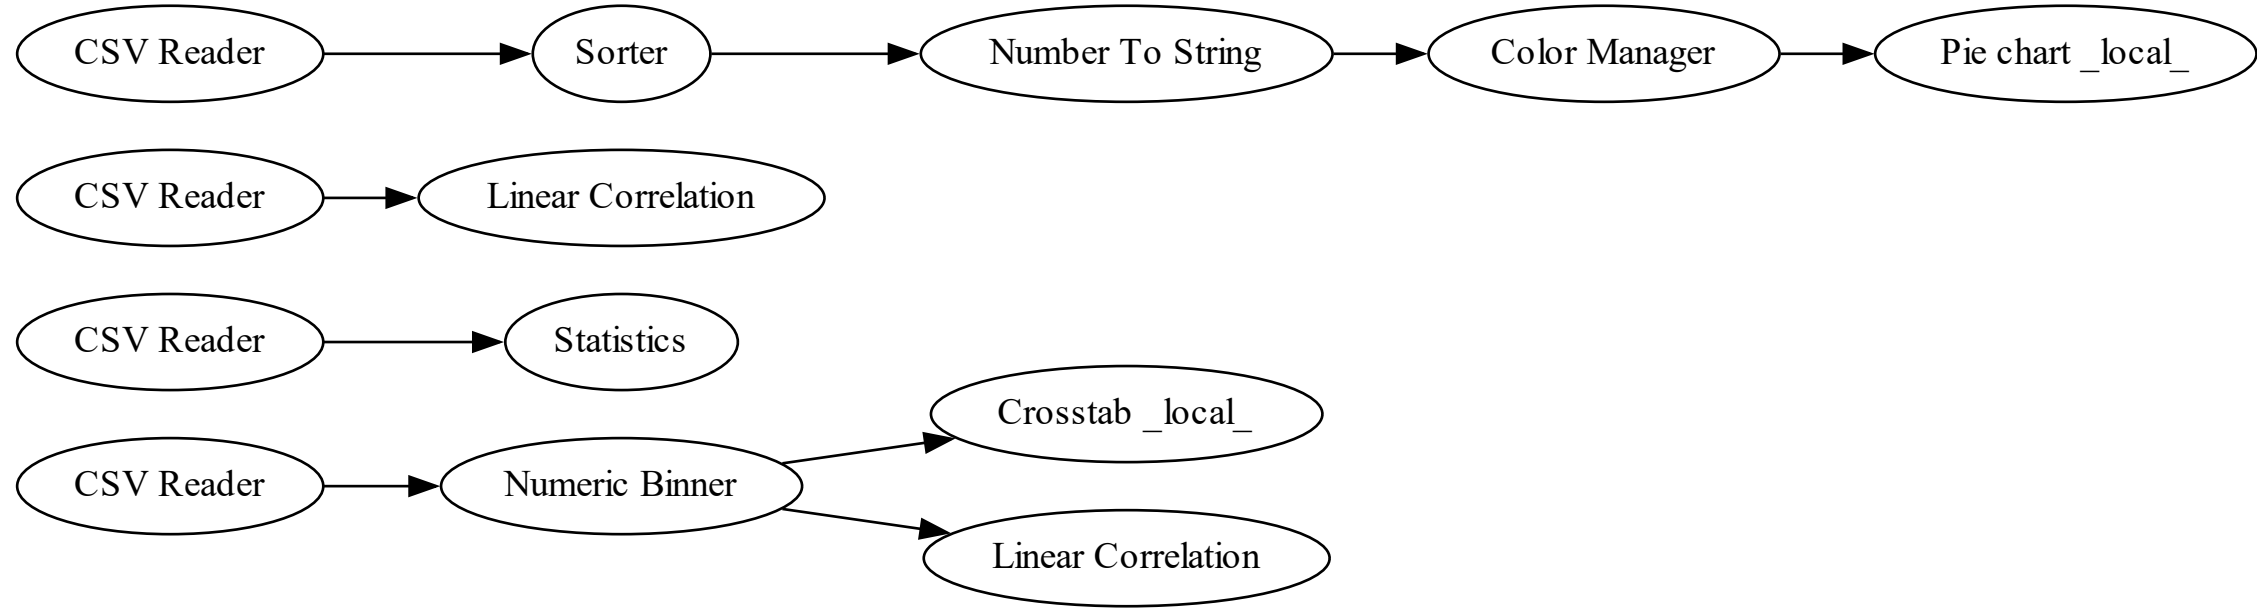 CSV Reader
Sorter
Number To String
Color Manager
Pie chart _local_
CSV Reader
Linear Correlation
CSV Reader
Statistics
CSV Reader
Numeric Binner
Crosstab _local_
Linear Correlation